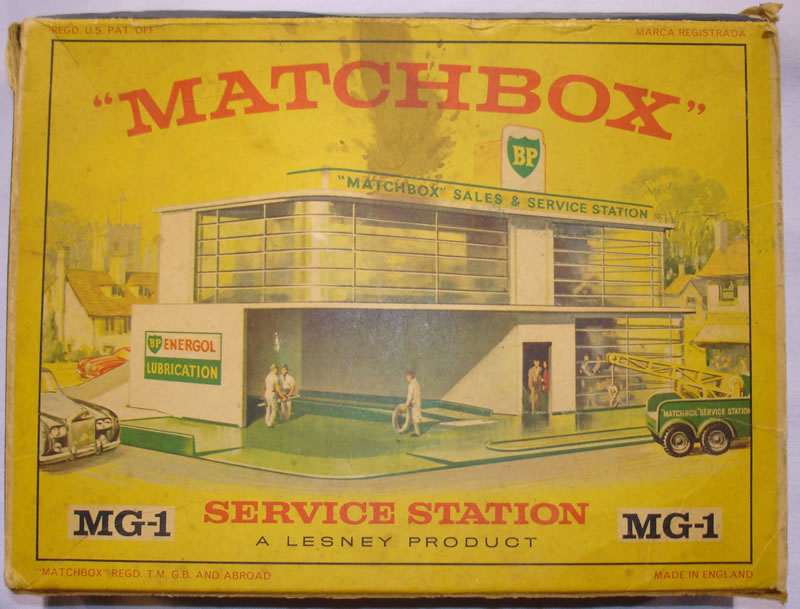 REGD. U.S. PAT. OFF.
MARCA REGISTRADA
"MATCHBOX"
BP
"MATCHBOX" SALES & SERVICE STATION
BP ENERGOL
LUBRICATION
"MATCHBOX" SERVICE STATION
MG-1
SERVICE STATION
MG-1
A LESNEY PRODUCT
"MATCHBOX" REGD. T.M. G.B. AND ABROAD
MADE IN ENGLAND